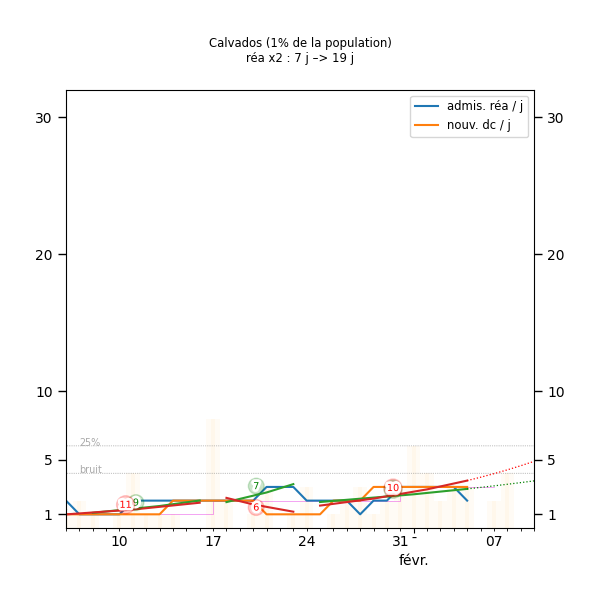 Calvados (1% de la population)
réa x2 : 7 j –> 19 j
admis. réa / j
nouv. dc / j
30 30
20 20
10 10
25%
5 5
bruit
7
10
11 9
6
1 1
10 17 24 31 - 07
févr.